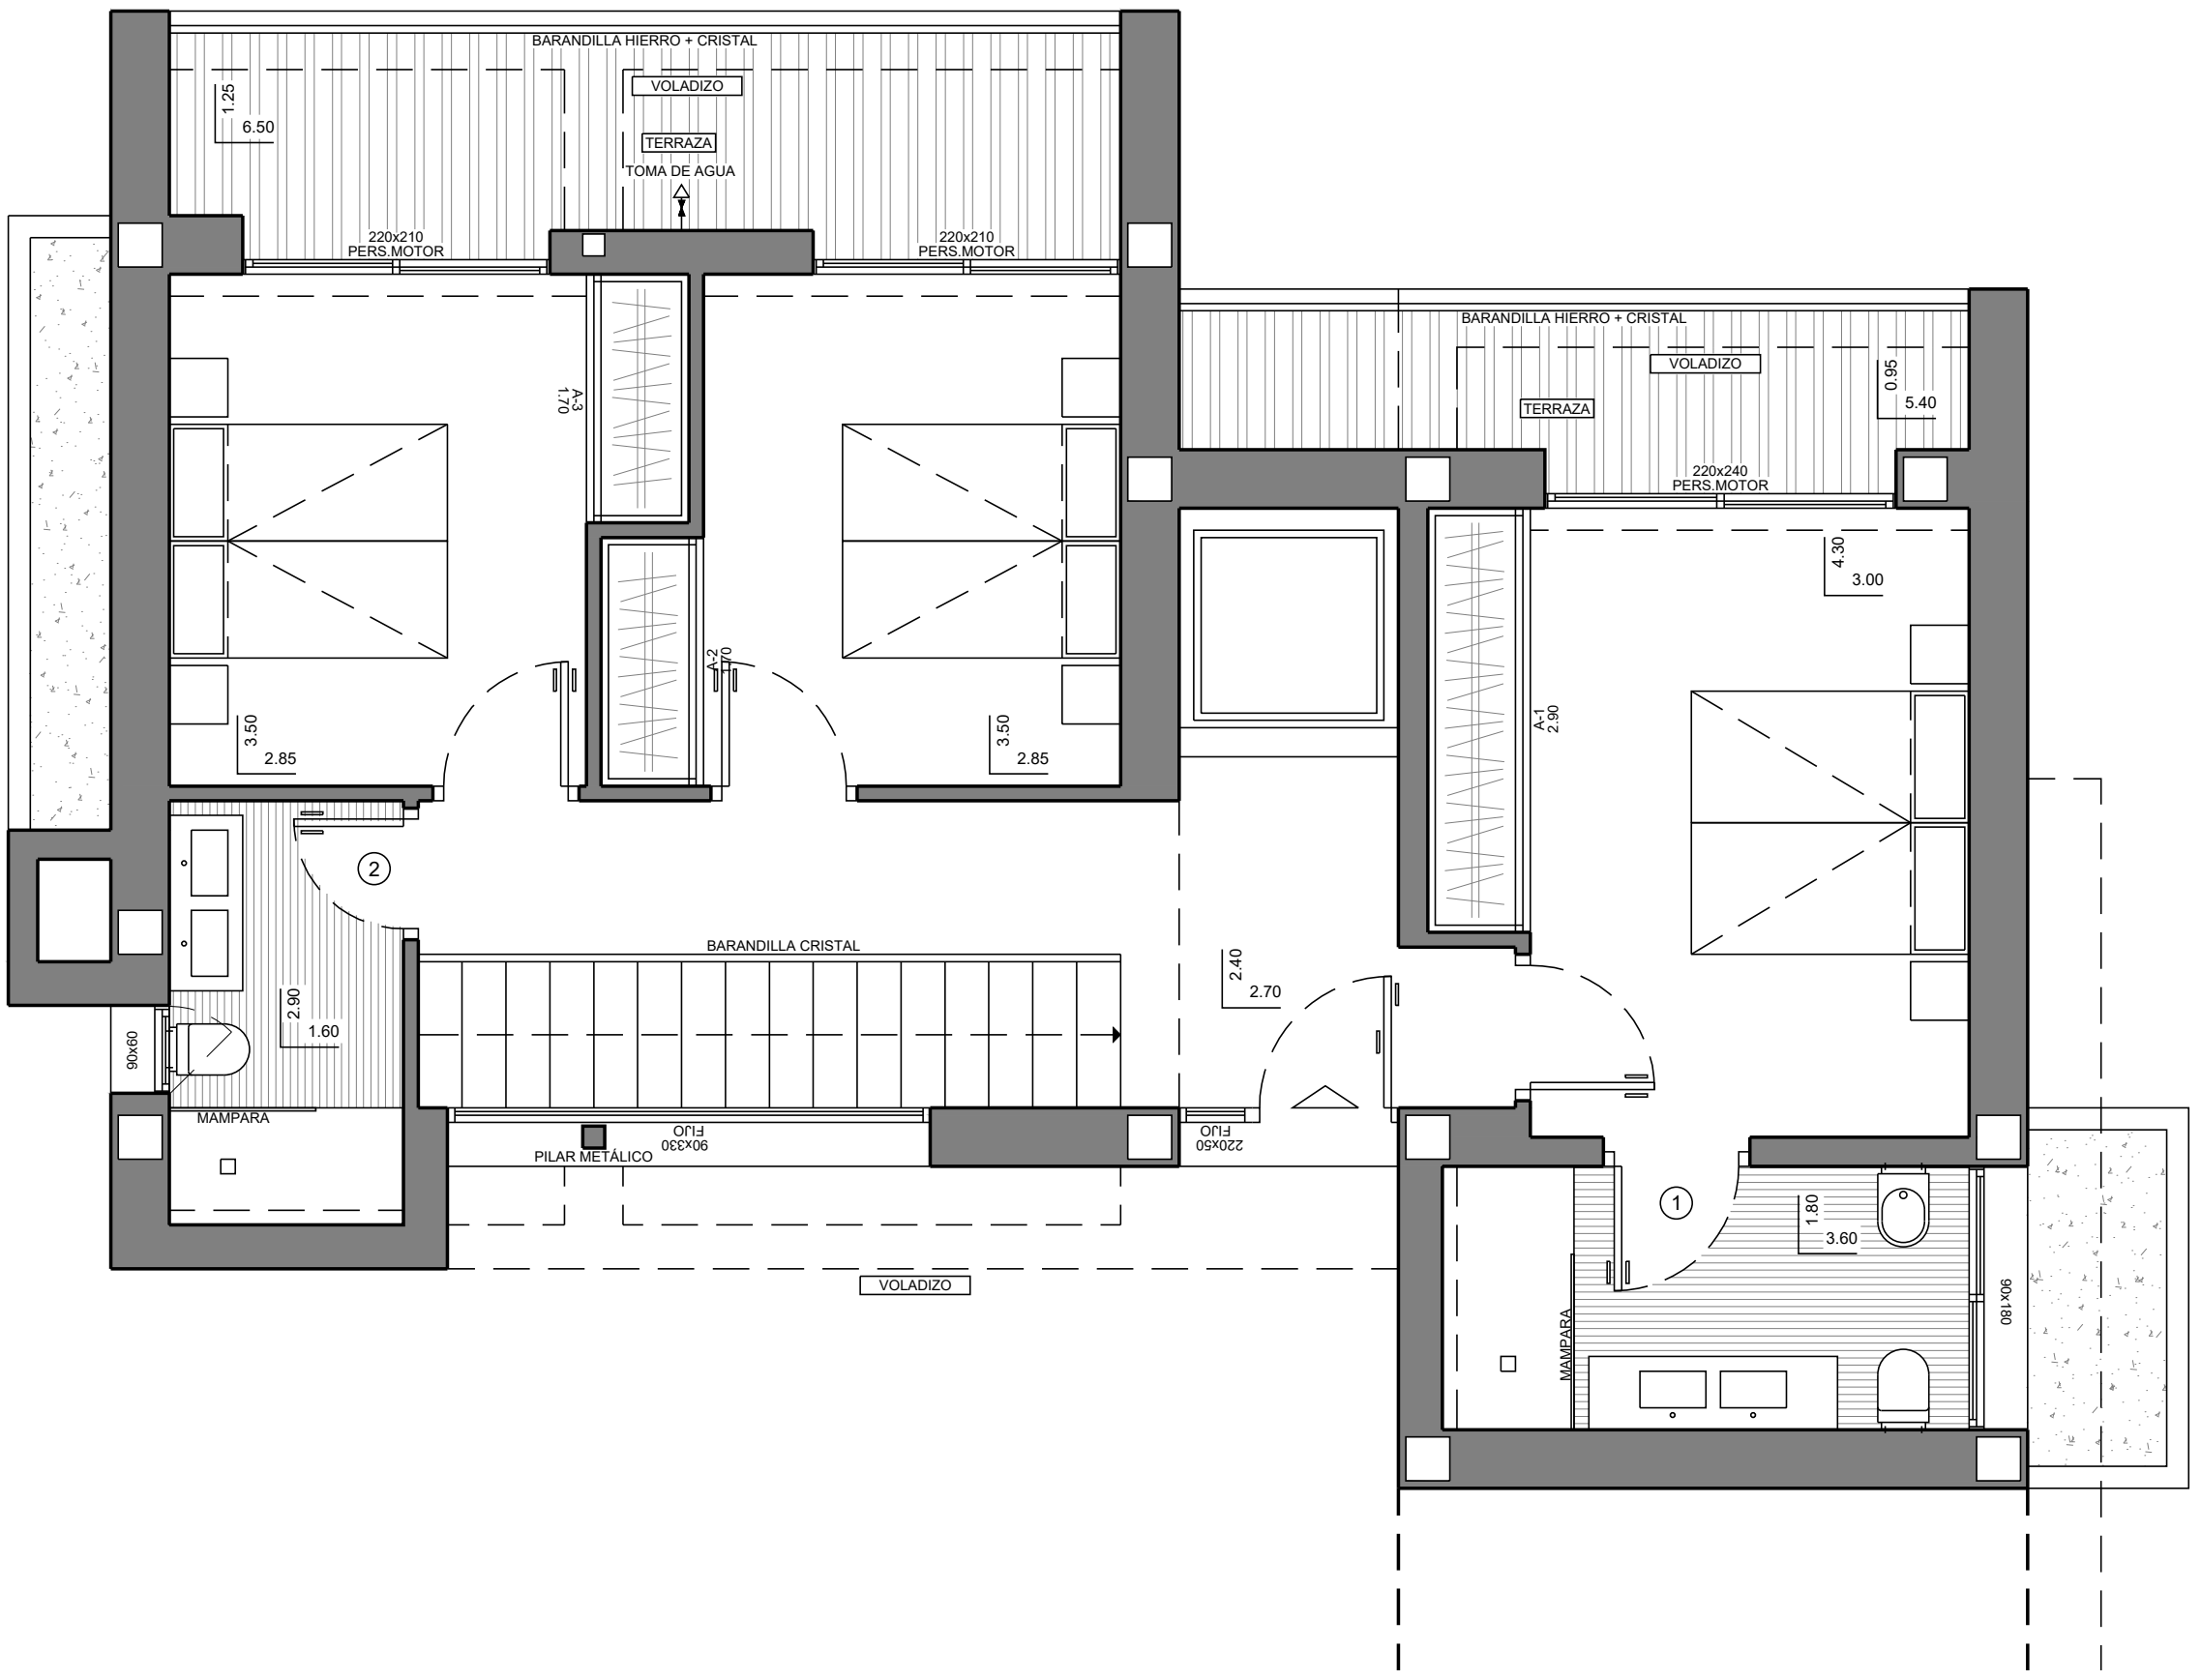 BARANDILLA HIERRO + CRISTAL
VOLADIZO
1.25
6.50
TERRAZA
TOMA DE AGUA
220x210
PERS.MOTOR
220x210
PERS.MOTOR
BARANDILLA HIERRO + CRISTAL
VOLADIZO
0.95
5.40
TERRAZA
220x240
PERS.MOTOR
A-3
1.70
4.30
3.00
A-2
A-1
2.90
3.50
2.85
3.50
2.85
2
BARANDILLA CRISTAL
2.40
2.70
2.90
1.60
90x60
MAMPARA
FIJO
90X330
PILAR METÁLICO
FIJO
220x50
1
1.80
3.60
VOLADIZO
90x180
MAMPARA